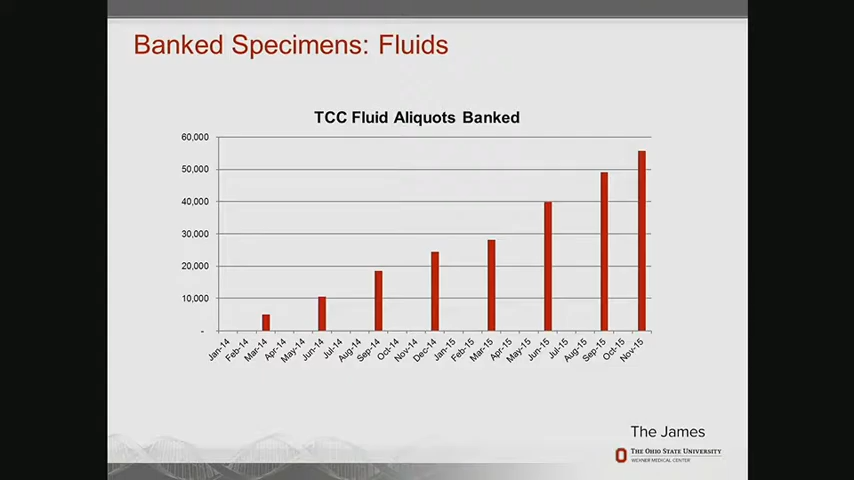 Banked Specimens: Fluids
TCC Fluid Aliquots Banked
60,000
50,000
40,000
30,000
20,000
10,000
-
Jan-14 Feb-14 Mar-14 Apr-14 May-14 Jun-14 Jul-14 Aug-14 Sep-14 Oct-14 Nov-14 Dec-14 Jan-15 Feb-15 Mar-15 Apr-15 May-15 Jun-15 Jul-15 Aug-15 Sep-15 Oct-15 Nov-15
The James
THE OHIO STATE UNIVERSITY
WEXNER MEDICAL CENTER